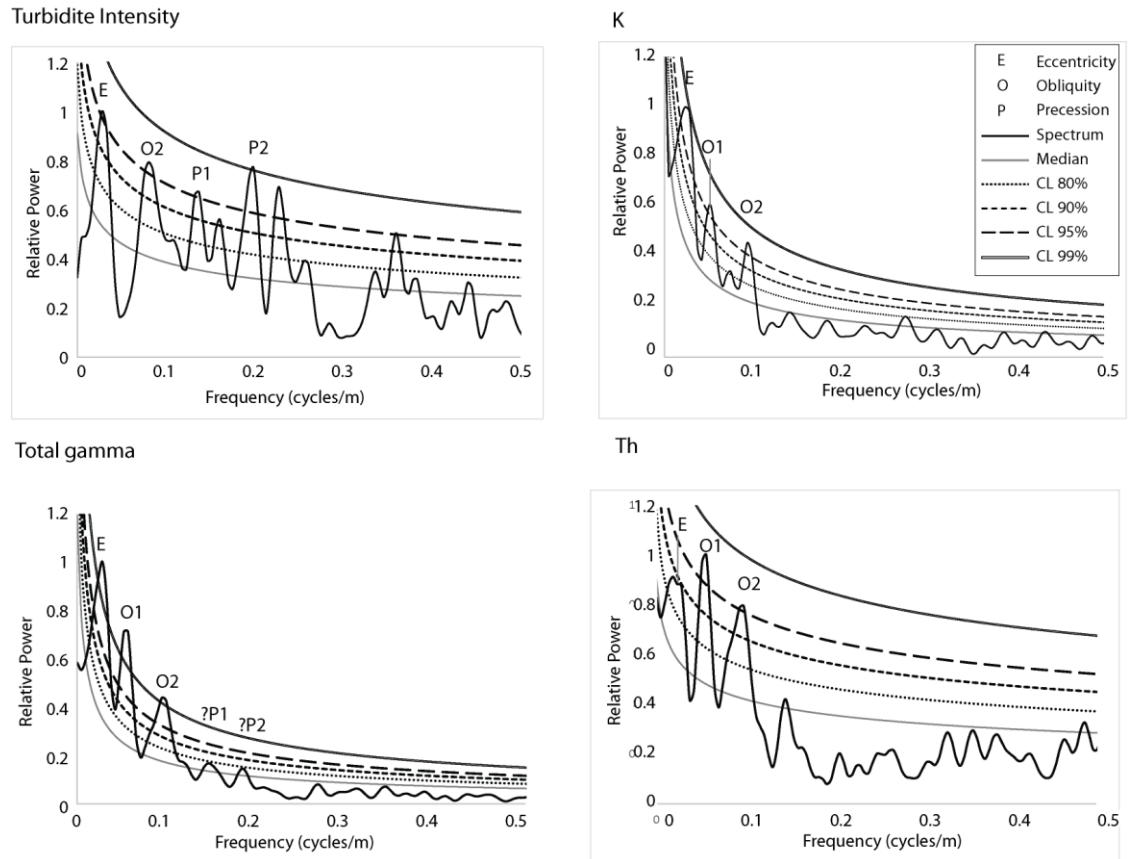 Turbidite Intensity
1.2
1
0.8
0.6
0.4
0.2
0
Relative Power
E
O2
P1
P2
0
0.1
0.2
0.3
0.4
0.5
Frequency (cycles/m)
K
1.2
1
0.8
0.6
0.4
0.2
0
Relative Power
E
O1
O2
E Eccentricity
O Obliquity
P Precession
Spectrum
Median
CL 80%
CL 90%
CL 95%
CL 99%
0
0.1
0.2
0.3
0.4
0.5
Frequency (cycles/m)
Total gamma
1.2
1
0.8
0.6
0.4
0.2
0
Relative Power
E
O1
O2
?P1
?P2
0
0.1
0.2
0.3
0.4
0.5
Frequency (cycles/m)
Th
1.2
1
0.8
0.6
0.4
0.2
0
Relative Power
E
O1
O2
0 0
0.1
0.2
0.3
0.4
0.5
Frequency (cycles/m)